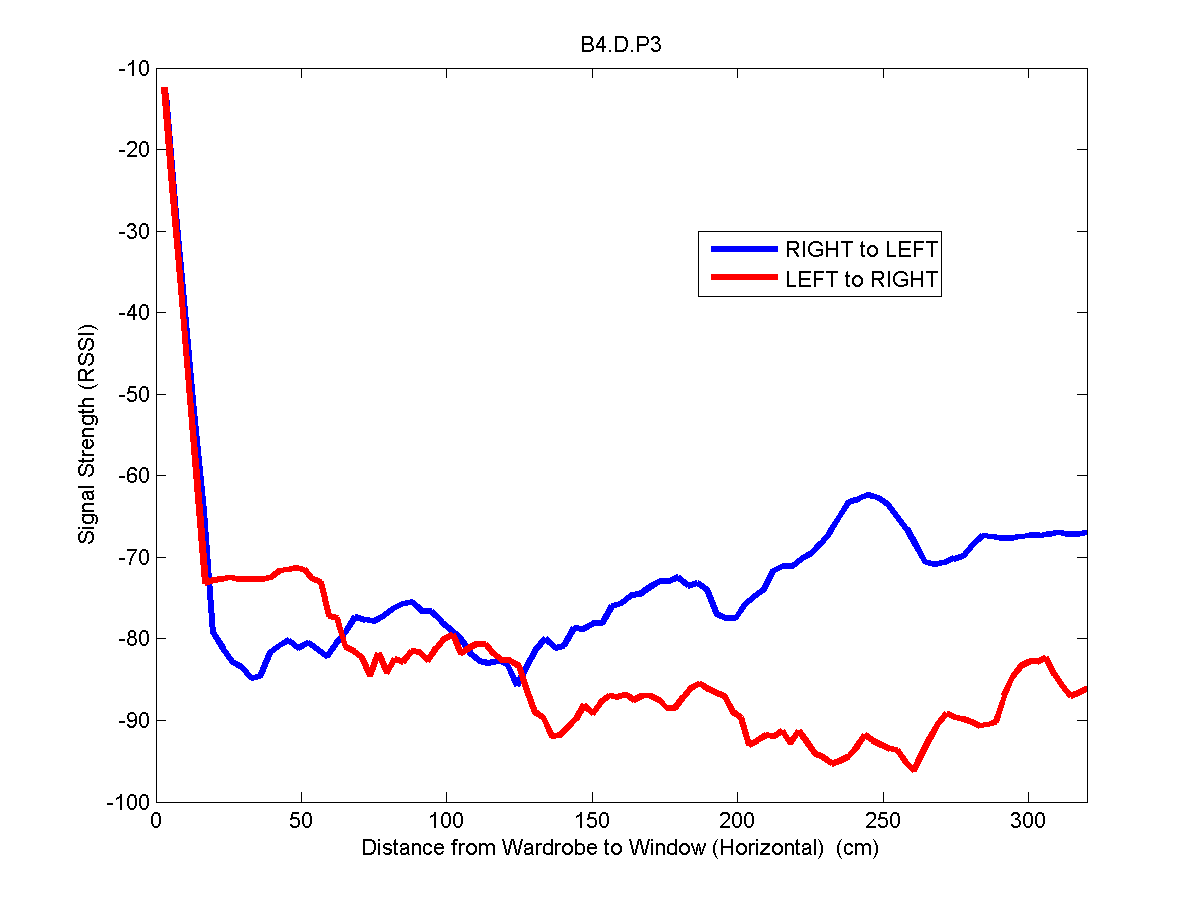 B4.D.P3
-10
-20
-30
-40
-50
-60
-70
-80
-90
-100
Signal Strength (RSSI)
RIGHT to LEFT
LEFT to RIGHT
0 50 100 150 200 250 300
Distance from Wardrobe to Window (Horizontal)  (cm)